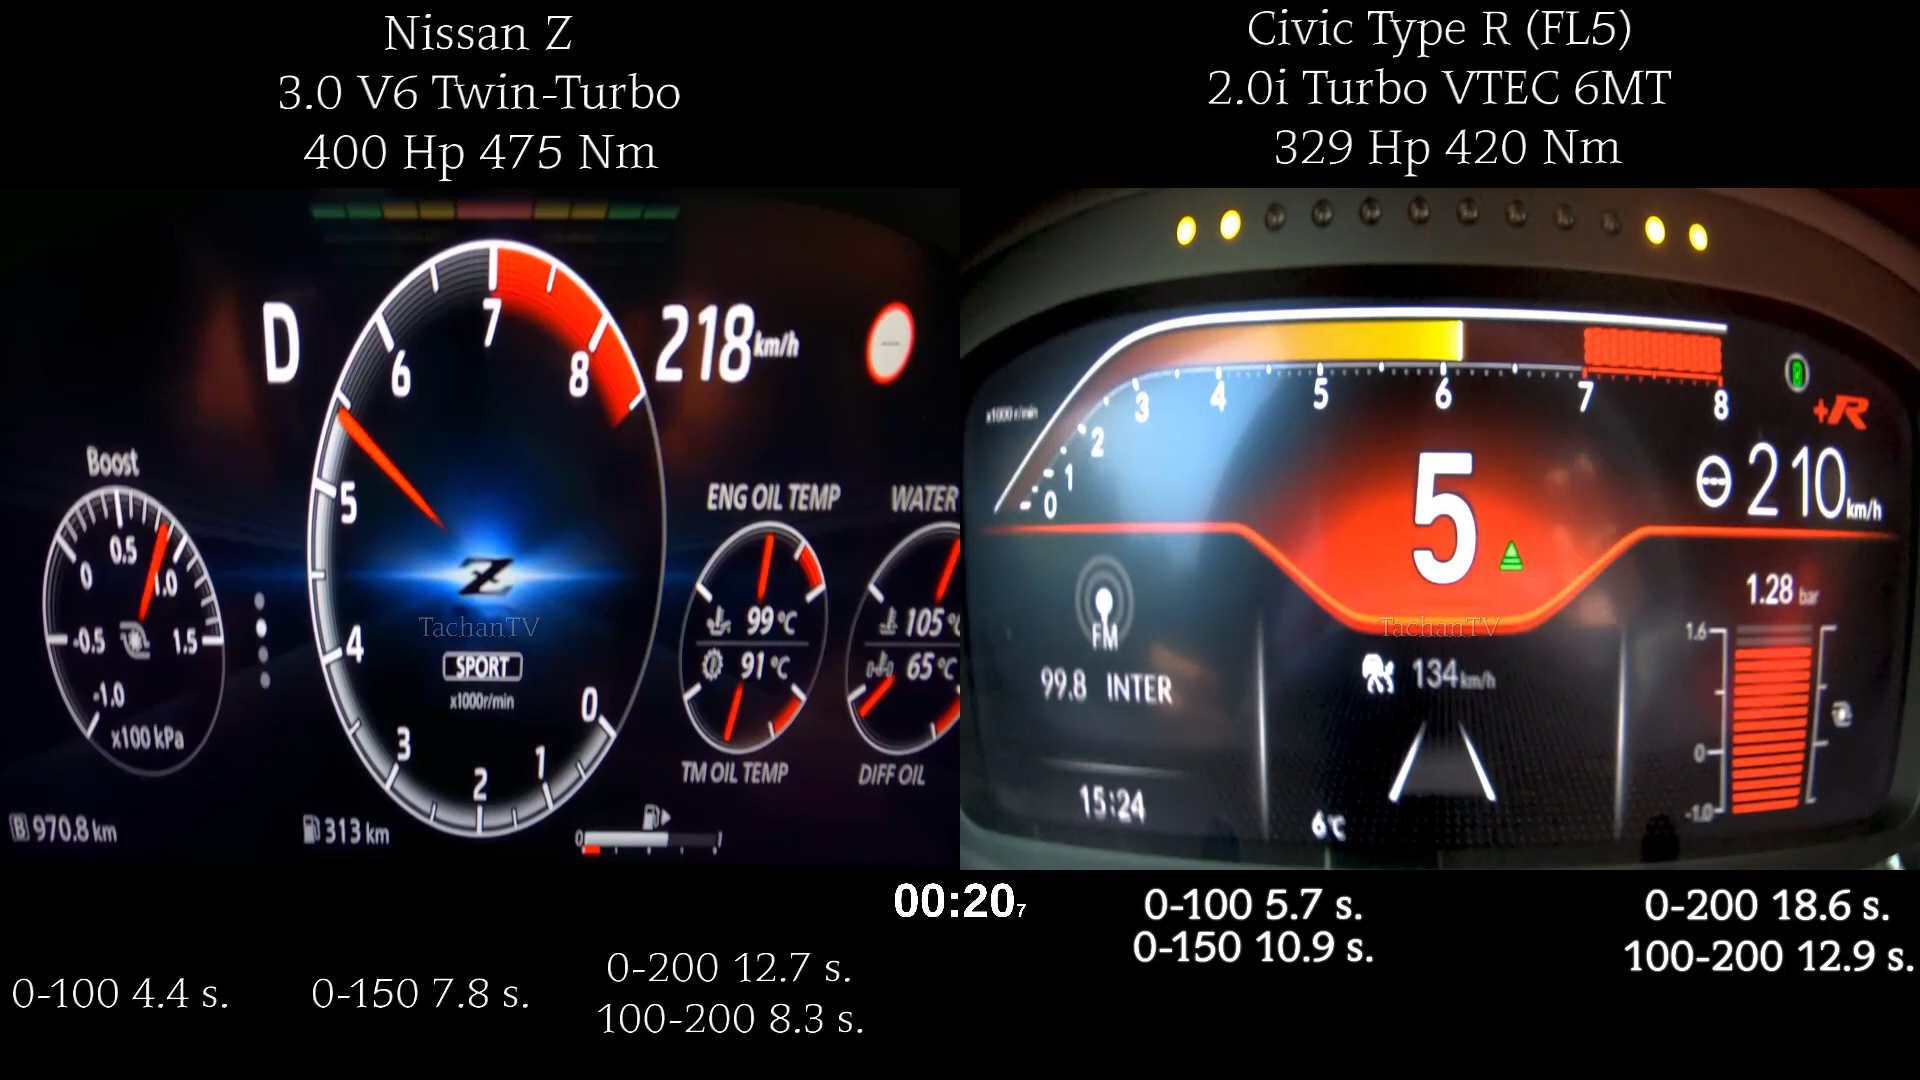 Nissan Z
3.0 V6 Twin-Turbo
400 Hp 475 Nm
Civic Type R (FL5)
2.0i Turbo VTEC 6MT
329 Hp 420 Nm
D
218 km/h
7
6
8
5
4
3
2
1
0
Boost
0.5
0
1.0
-0.5
1.5
-1.0
x100 kPa
Z
TachanTV
SPORT
x1000r/min
ENG OIL TEMP
WATER
99°C
91°C
105°C
65°C
TM OIL TEMP
DIFF OIL
B 970.8 km
313 km
0
1
x1000 r/min
0
1
2
3
4
5
6
7
8
+R
5
210 km/h
FM
99.8 INTER
TachanTV
134 km/h
1.28 bar
1.6
0
-1.0
15:24
6°C
00:20 7
0-100 4.4 s.
0-150 7.8 s.
0-200 12.7 s.
100-200 8.3 s.
0-100 5.7 s.
0-150 10.9 s.
0-200 18.6 s.
100-200 12.9 s.